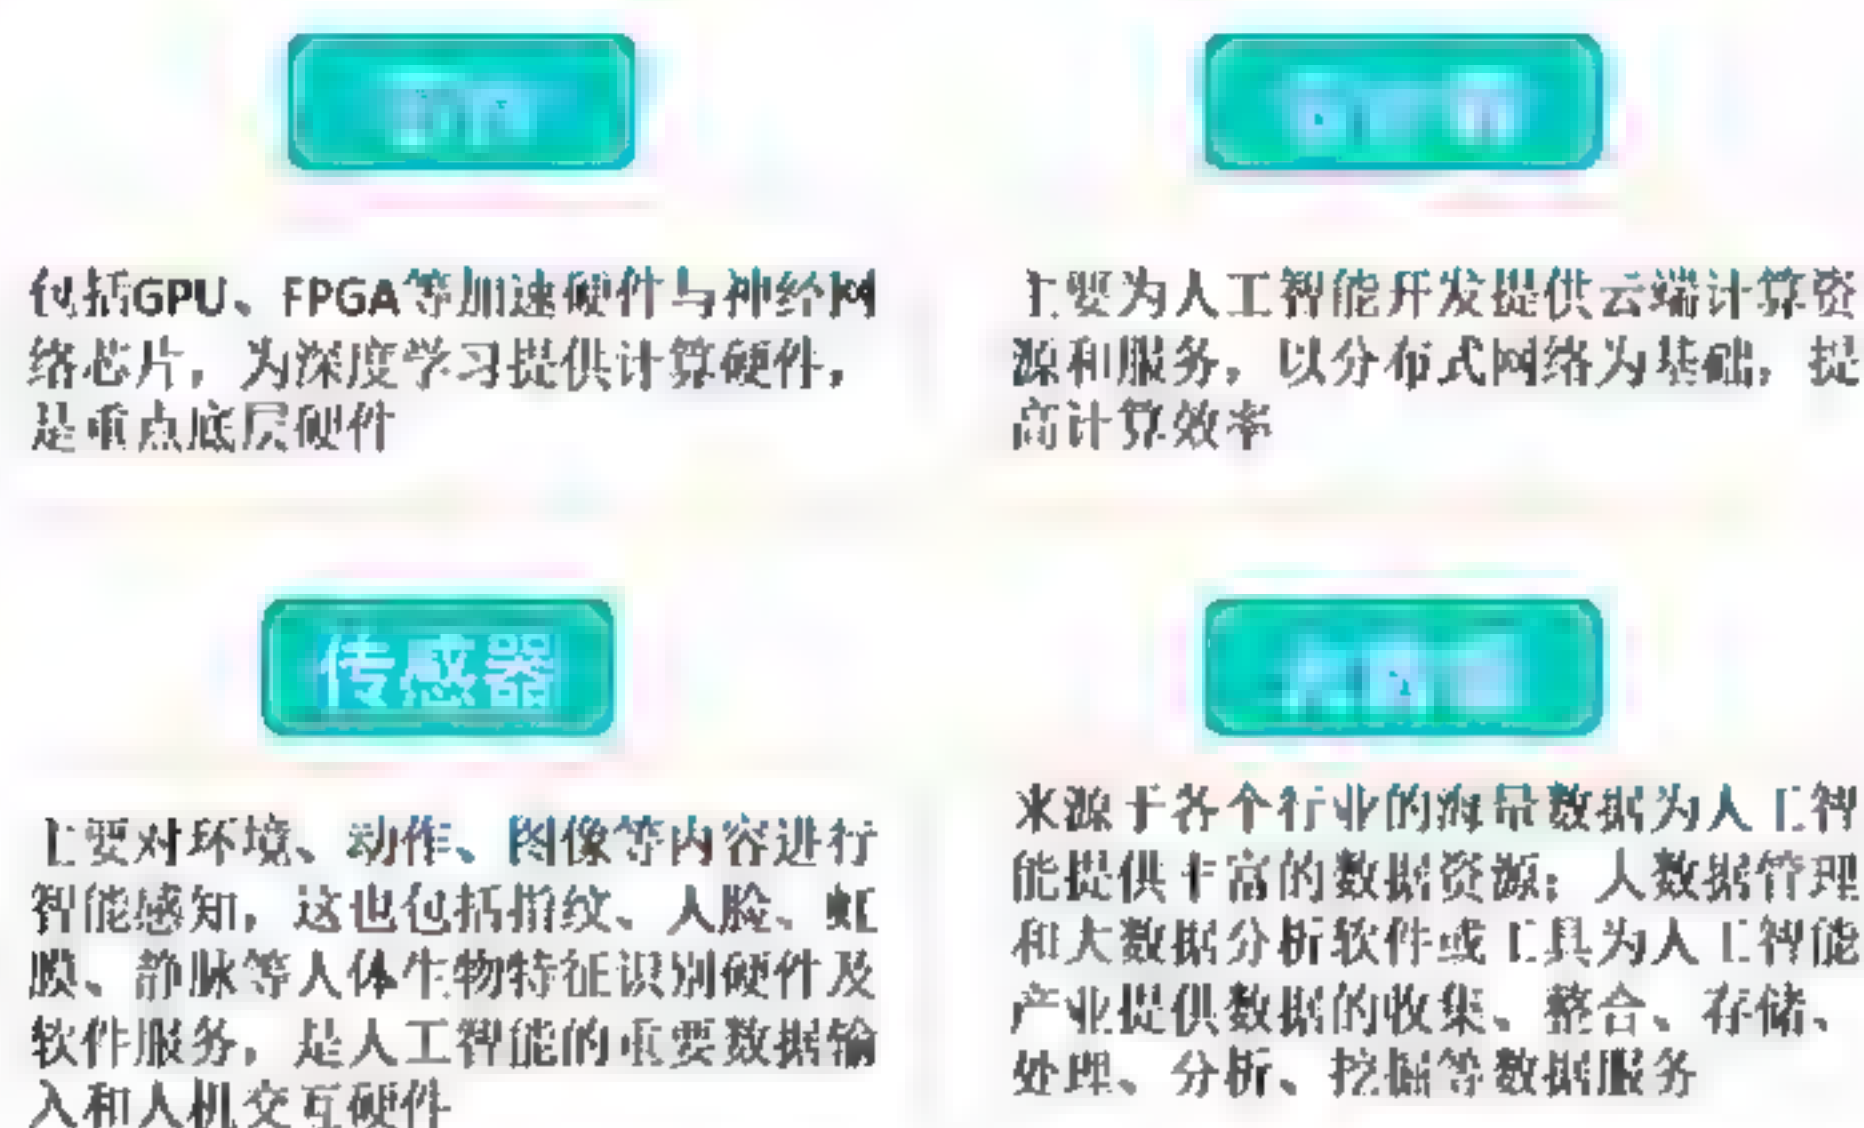 包括GPU、FPGA等加速硬件与神经网
络芯片，为深度学习提供计算硬件，
是重点底层硬件
主要为人工智能开发提供云端计算资
源和服务，以分布式网络为基础，提
高计算效率
传感器
主要对环境、动作、图像等内容进行
智能感知，这也包括指纹、人脸、虹
膜、静脉等人体生物特征识别硬件及
软件服务，是人工智能的重要数据输
入和人机交互硬件
来源于各个行业的海量数据为人工智
能提供丰富的数据资源；大数据管理
和大数据分析软件或工具为人工智能
产业提供数据的收集、整合、存储、
处理、分析、挖掘等数据服务